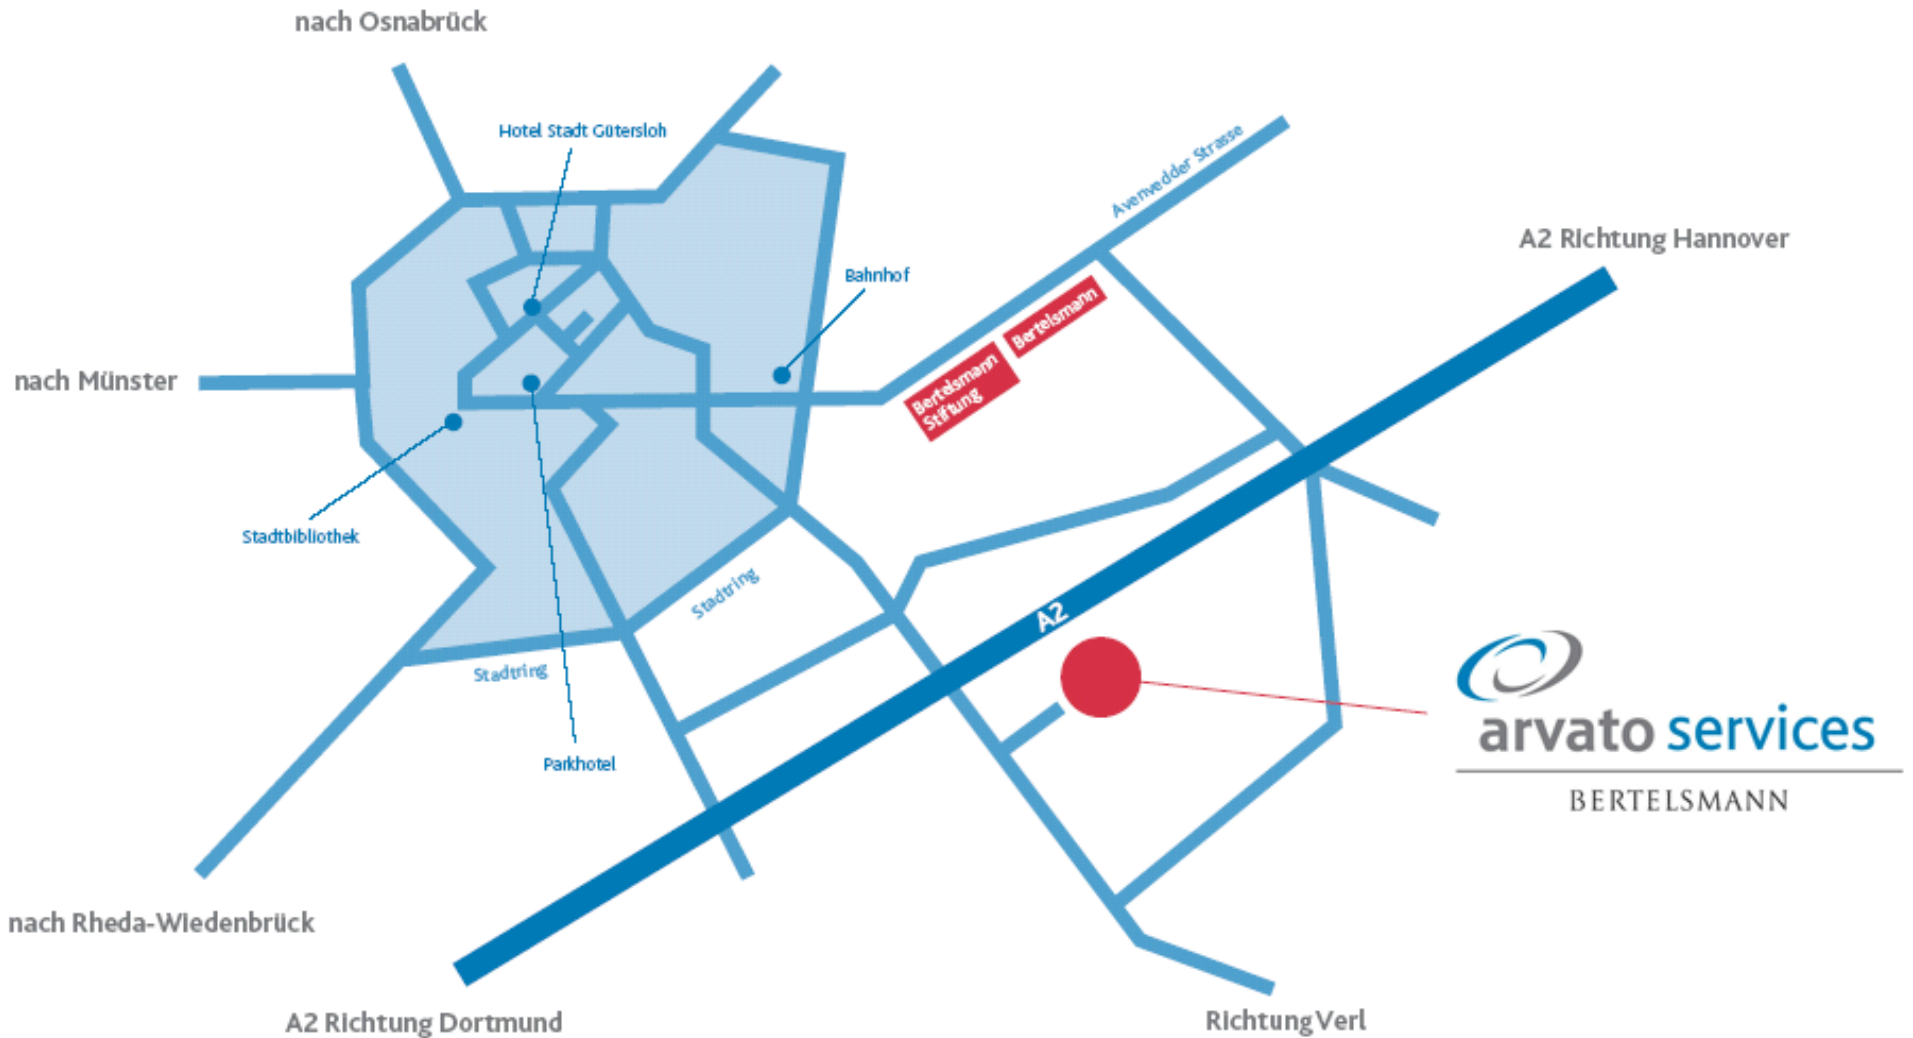 nach Osnabrück
Hotel Stadt Gütersloh
Avenvedder Strasse
A2 Richtung Hannover
Bahnhof
Bertelsmann
Bertelsmann
Stiftung
nach Münster
Stadtbibliothek
Stadtring
A2
Stadtring
arvato services
BERTELSMANN
Parkhotel
nach Rheda-Wiedenbrück
A2 Richtung Dortmund
Richtung Verl